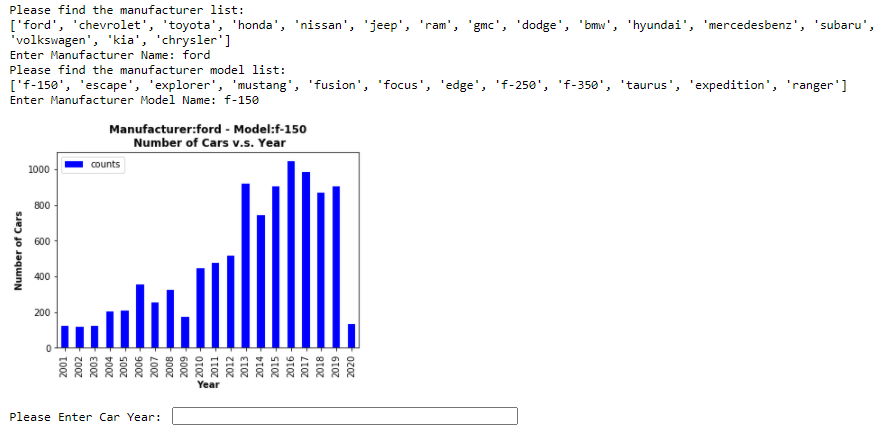 Please find the manufacturer list:
['ford', 'chevrolet', 'toyota', 'honda', 'nissan', 'jeep', 'ram', 'gmc', 'dodge', 'bmw', 'hyundai', 'mercedesbenz', 'subaru',
'volkswagen', 'kia', 'chrysler']
Enter Manufacturer Name: ford
Please find the manufacturer model list:
['f-150', 'escape', 'explorer', 'mustang', 'fusion', 'focus', 'edge', 'f-250', 'f-350', 'taurus', 'expedition', 'ranger']
Enter Manufacturer Model Name: f-150
Manufacturer:ford - Model:f-150
Number of Cars v.s. Year
counts
Number of Cars
1000
800
600
400
200
0
2001
2002
2003
2004
2005
2006
2007
2008
2009
2010
2011
2012
2013
2014
2015
2016
2017
2018
2019
2020
Year
Please Enter Car Year: